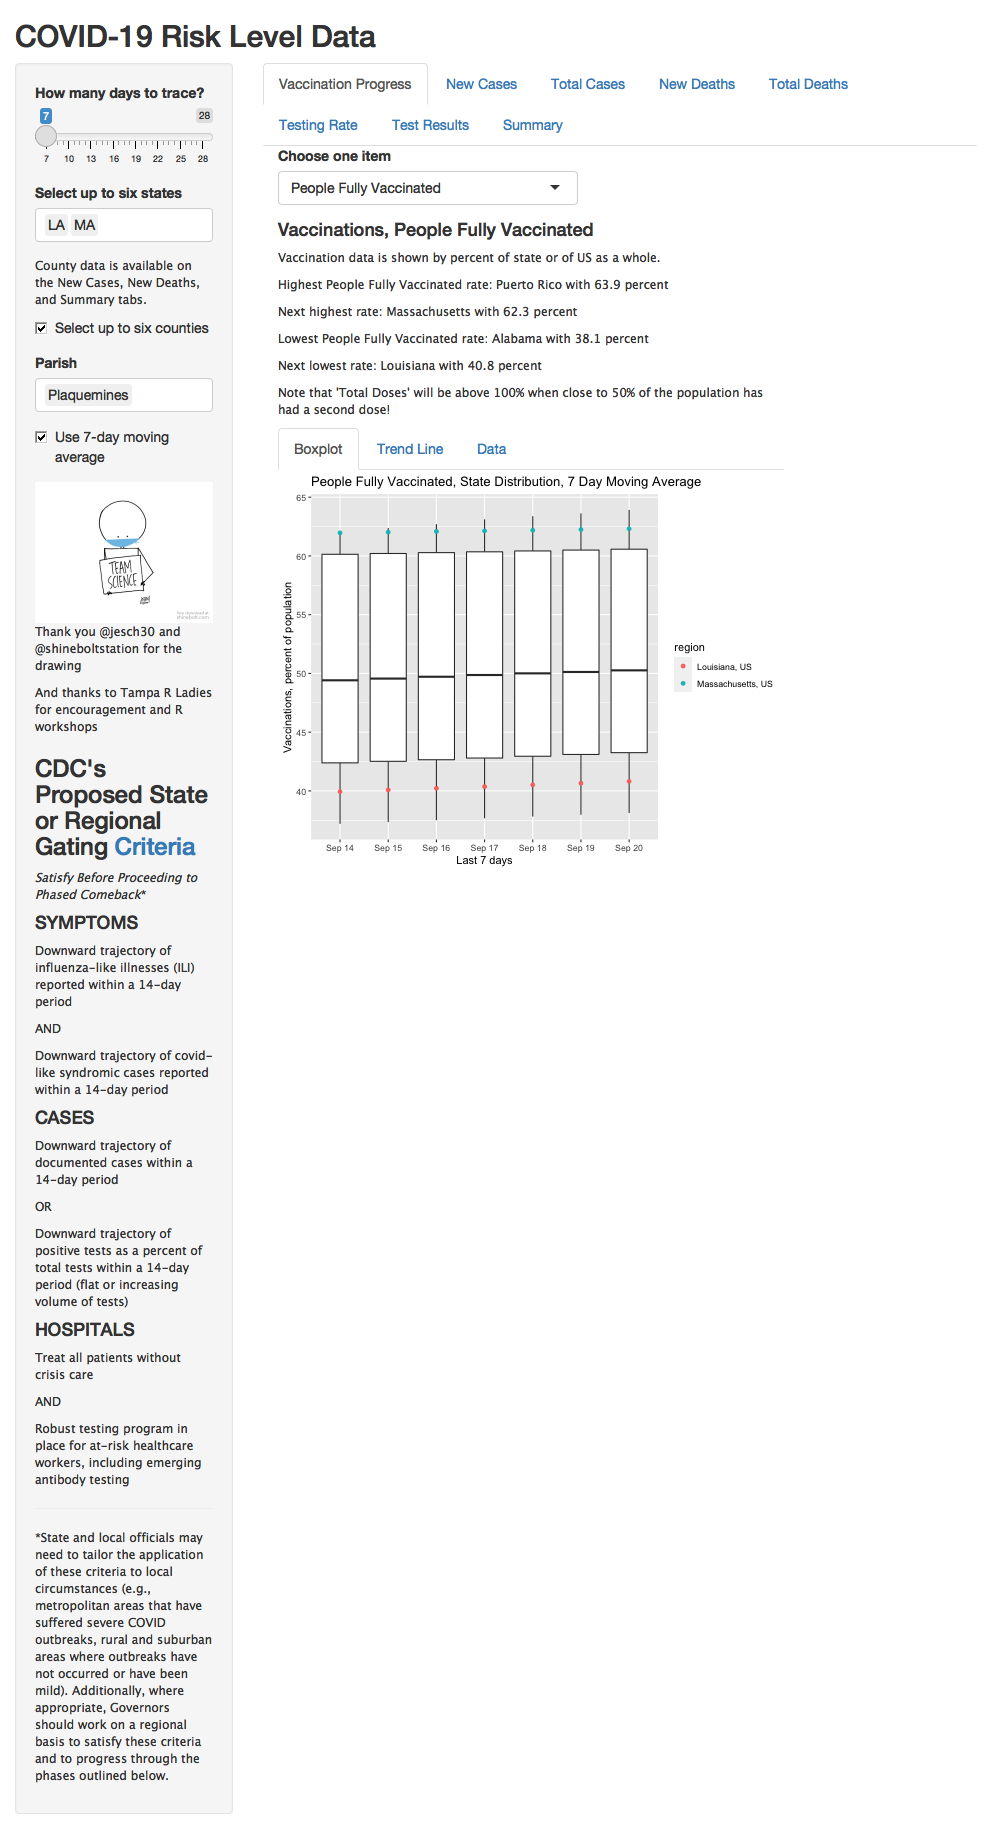 COVID-19 Risk Level Data
How many days to trace?
7
28
7 10 13 16 19 22 25 28
Select up to six states
LA MA
County data is available on
the New Cases, New Deaths,
and Summary tabs.
Select up to six counties
Parish
Plaquemines
Use 7-day moving
average
TEAM
SCIENCE
Thank you @jesch30 and
@shineboltstation for the
drawing
And thanks to Tampa R Ladies
for encouragement and R
workshops
CDC's
Proposed State
or Regional
Gating Criteria
Satisfy Before Proceeding to
Phased Comeback*
SYMPTOMS
Downward trajectory of
influenza-like illnesses (ILI)
reported within a 14-day
period
AND
Downward trajectory of covid-
like syndromic cases reported
within a 14-day period
CASES
Downward trajectory of
documented cases within a
14-day period
OR
Downward trajectory of
positive tests as a percent of
total tests within a 14-day
period (flat or increasing
volume of tests)
HOSPITALS
Treat all patients without
crisis care
AND
Robust testing program in
place for at-risk healthcare
workers, including emerging
antibody testing
*State and local officials may
need to tailor the application
of these criteria to local
circumstances (e.g.,
metropolitan areas that have
suffered severe COVID
outbreaks, rural and suburban
areas where outbreaks have
not occurred or have been
mild). Additionally, where
appropriate, Governors
should work on a regional
basis to satisfy these criteria
and to progress through the
phases outlined below.
Vaccination Progress New Cases Total Cases New Deaths Total Deaths
Testing Rate Test Results Summary
Choose one item
People Fully Vaccinated
Vaccinations, People Fully Vaccinated
Vaccination data is shown by percent of state or of US as a whole.
Highest People Fully Vaccinated rate: Puerto Rico with 63.9 percent
Next highest rate: Massachusetts with 62.3 percent
Lowest People Fully Vaccinated rate: Alabama with 38.1 percent
Next lowest rate: Louisiana with 40.8 percent
Note that 'Total Doses' will be above 100% when close to 50% of the population has
had a second dose!
Boxplot Trend Line Data
People Fully Vaccinated, State Distribution, 7 Day Moving Average
Vaccinations, percent of population
65
60
55
50
45
40
Sep 14 Sep 15 Sep 16 Sep 17 Sep 18 Sep 19 Sep 20
Last 7 days
region
Louisiana, US
Massachusetts, US